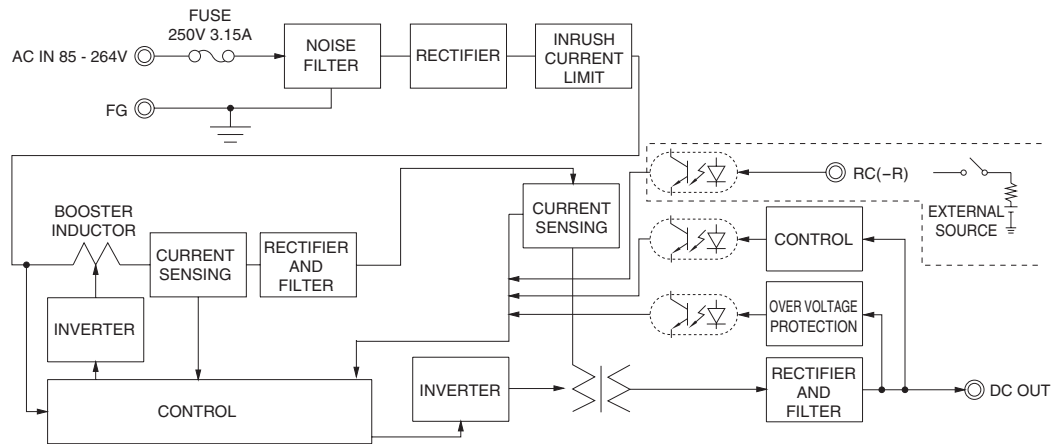 FUSE
250V 3.15A
AC IN 85 - 264V
NOISE
FILTER
RECTIFIER
INRUSH
CURRENT
LIMIT
FG
RC(−R)
EXTERNAL
SOURCE
BOOSTER
INDUCTOR
CURRENT
SENSING
RECTIFIER
AND
FILTER
CURRENT
SENSING
CONTROL
INVERTER
OVER VOLTAGE
PROTECTION
CONTROL
INVERTER
RECTIFIER
AND
FILTER
DC OUT